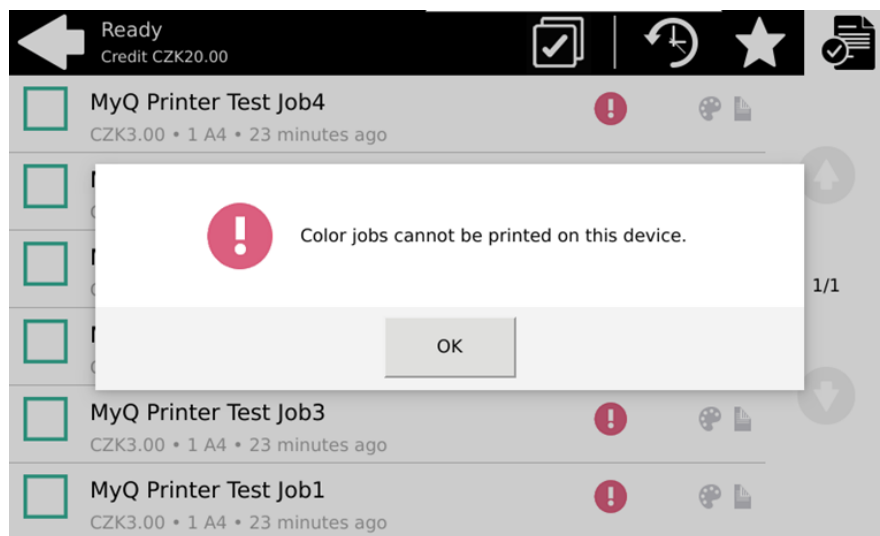 Ready
Credit CZK20.00
MyQ Printer Test Job4
CZK3.00 • 1 A4 • 23 minutes ago
Color jobs cannot be printed on this device.
1/1
OK
MyQ Printer Test Job3
CZK3.00 • 1 A4 • 23 minutes ago
MyQ Printer Test Job1
CZK3.00 • 1 A4 • 23 minutes ago